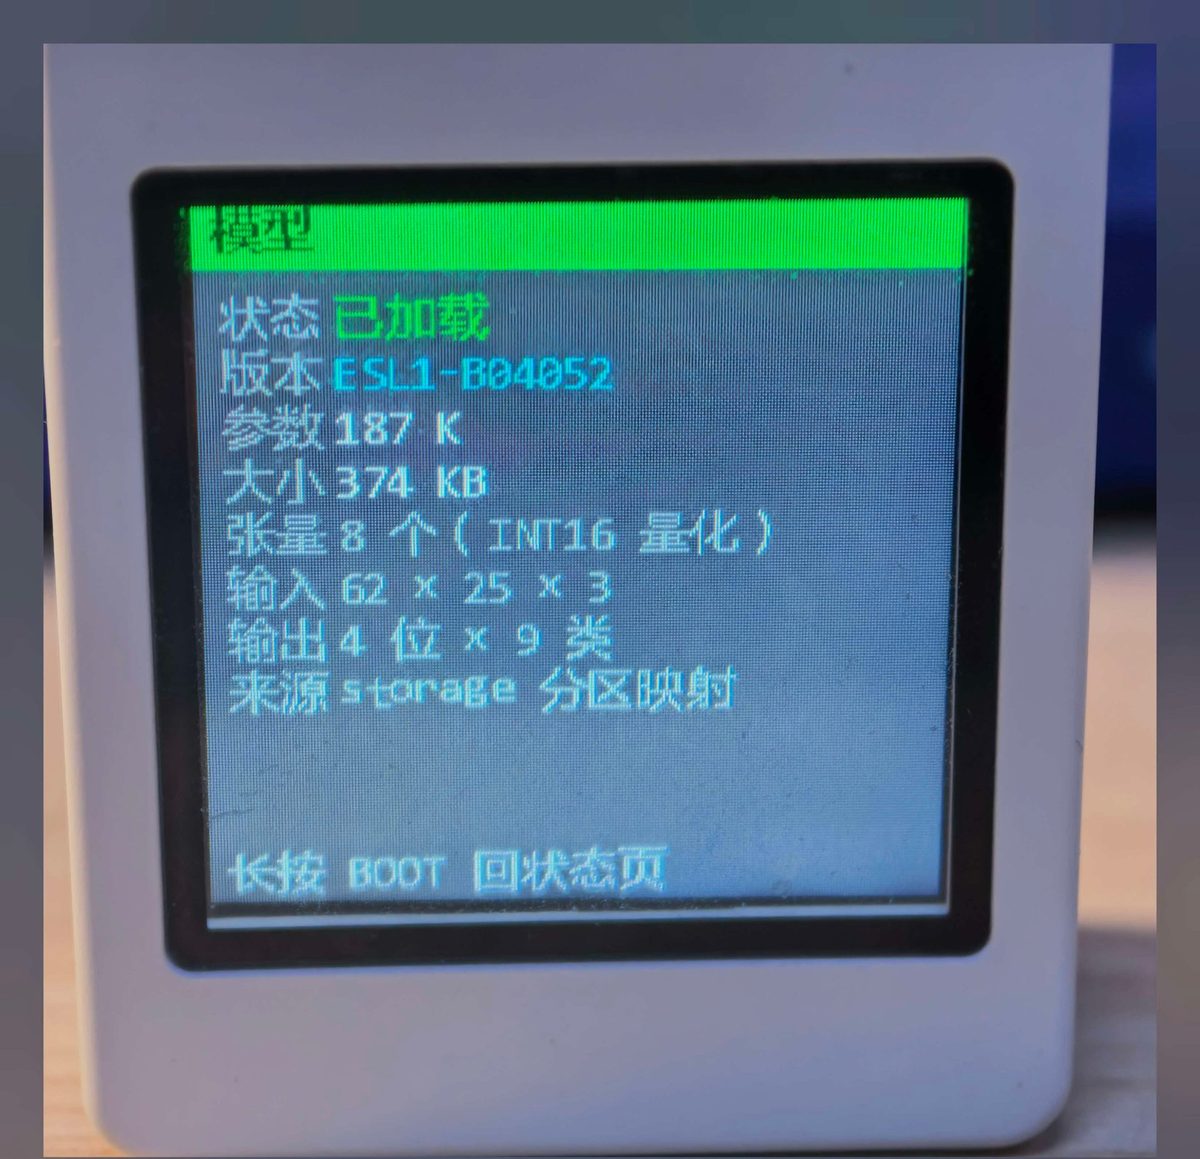 模型
状态 已加载
版本 ESL1-B04052
参数 187 K
大小 374 KB
张量 8 个(INT16 量化)
输入 62 x 25 x 3
输出 4 位 x 9 类
来源 storage 分区映射
长按 BOOT 回状态页